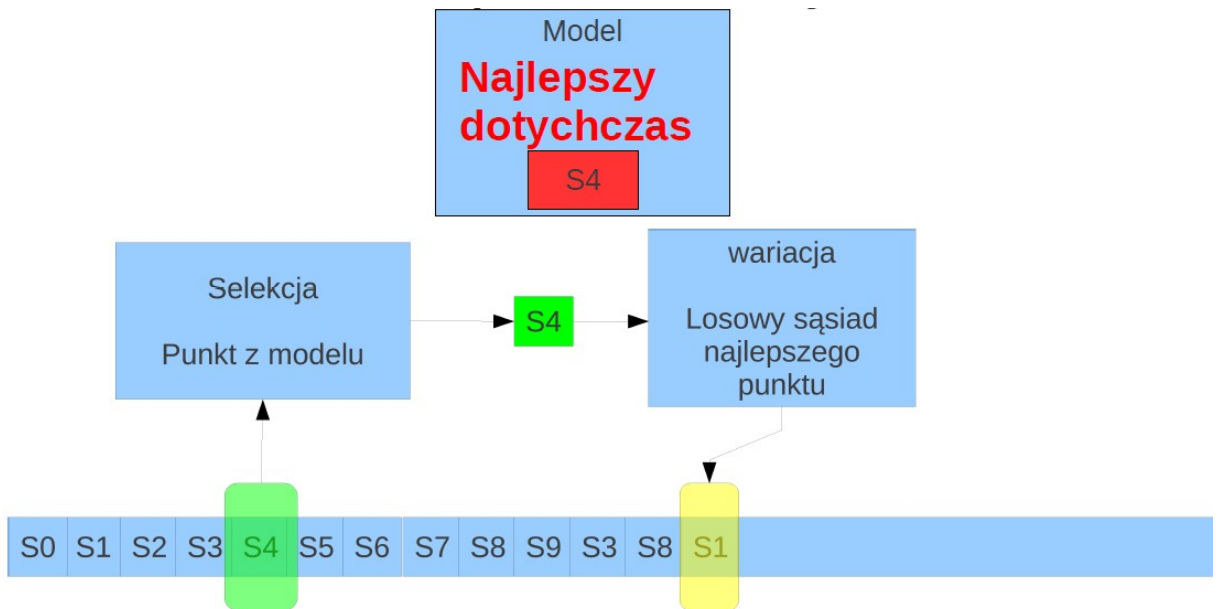 Model
Najlepszy
dotychczas
S4
Selekcja
Punkt z modelu
S4
wariacja
Losowy sąsiad
najlepszego
punktu
S0 S1 S2 S3 S4 S5 S6 S7 S8 S9 S3 S8 S1